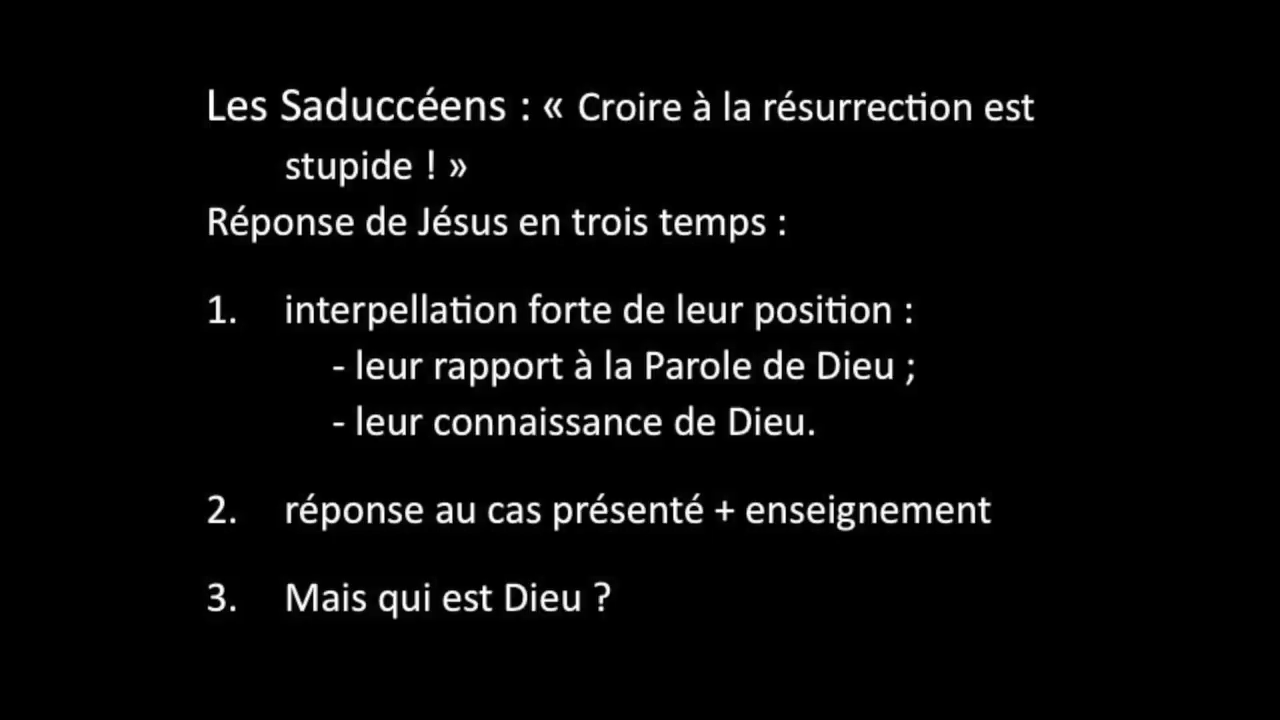 Les Saduccéens : « Croire à la résurrection est
stupide ! »
Réponse de Jésus en trois temps :
1. interpellation forte de leur position :
- leur rapport à la Parole de Dieu ;
- leur connaissance de Dieu.
2. réponse au cas présenté + enseignement
3. Mais qui est Dieu ?